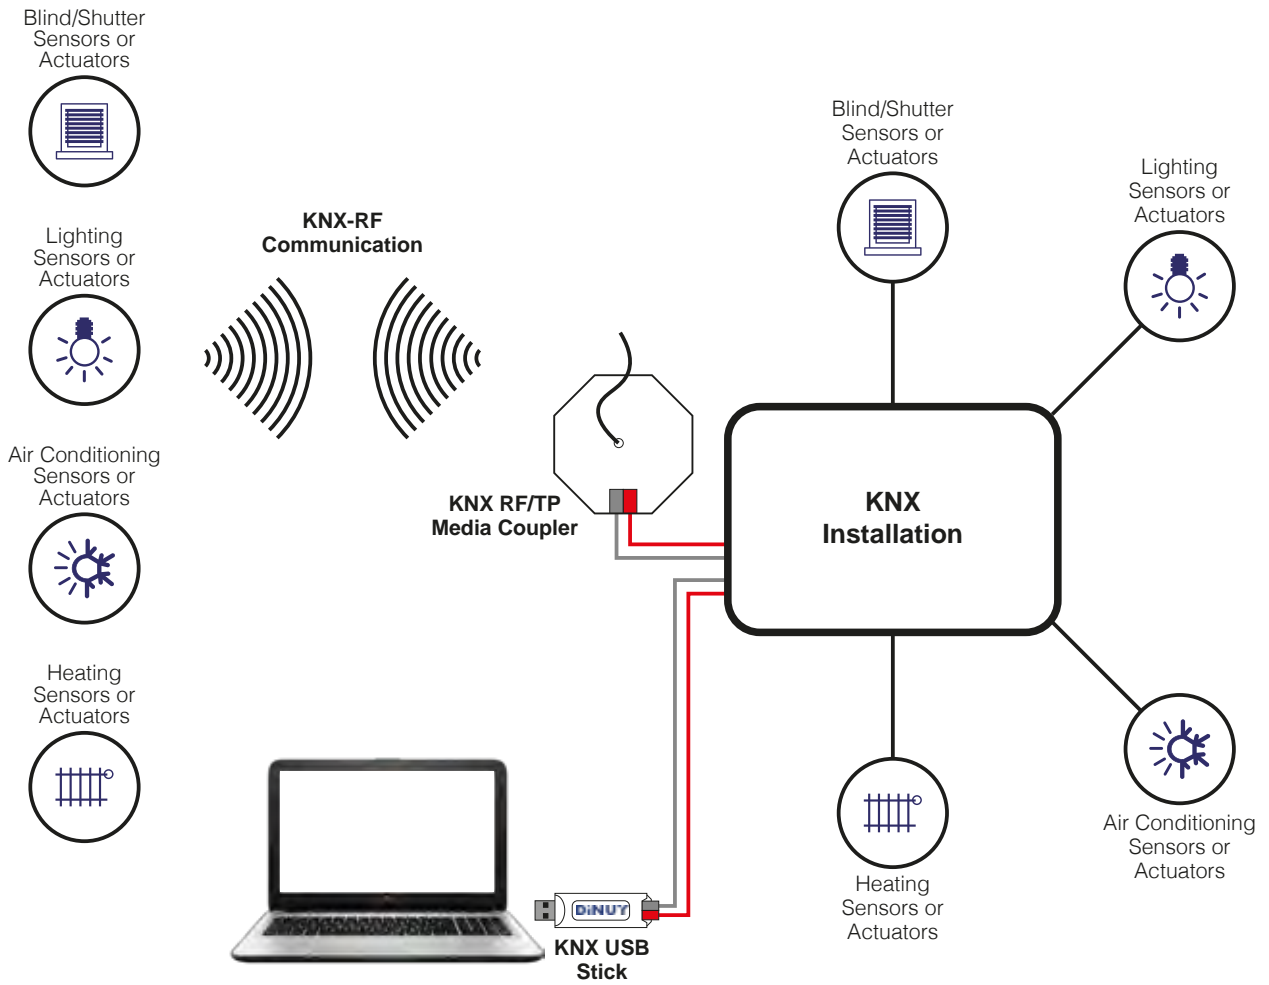 Blind/Shutter
Sensors or
Actuators
Lighting
Sensors or
Actuators
Air Conditioning
Sensors or
Actuators
Heating
Sensors or
Actuators
KNX-RF
Communication
KNX RF/TP
Media Coupler
DiNUY
KNX USB
Stick
KNX
Installation
Blind/Shutter
Sensors or
Actuators
Lighting
Sensors or
Actuators
Heating
Sensors or
Actuators
Air Conditioning
Sensors or
Actuators